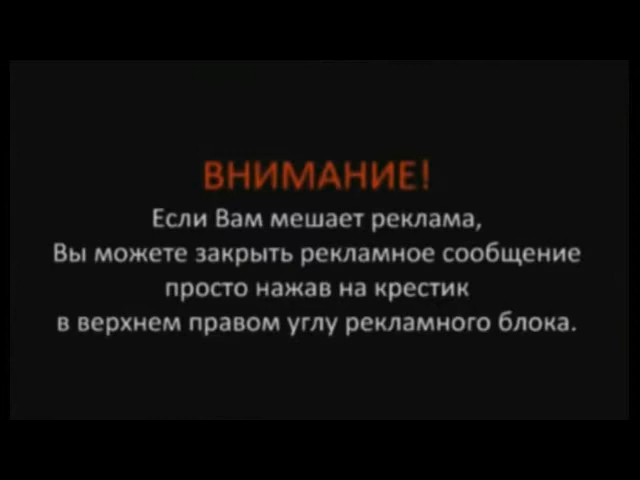 ВНИМАНИЕ!
Если Вам мешает реклама,
Вы можете закрыть рекламное сообщение
просто нажав на крестик
в верхнем правом углу рекламного блока.